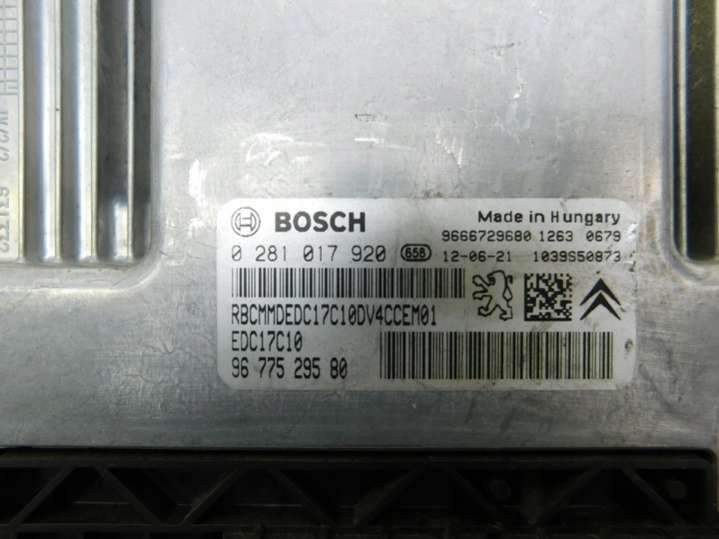 BOSCH
Made in Hungary
0 281 017 920 65B
9666729680 1263 0679
12-06-21 1039S50873
RBCMMDEDC17C10DV4CCEM01
EDC17C10
96 775 295 80